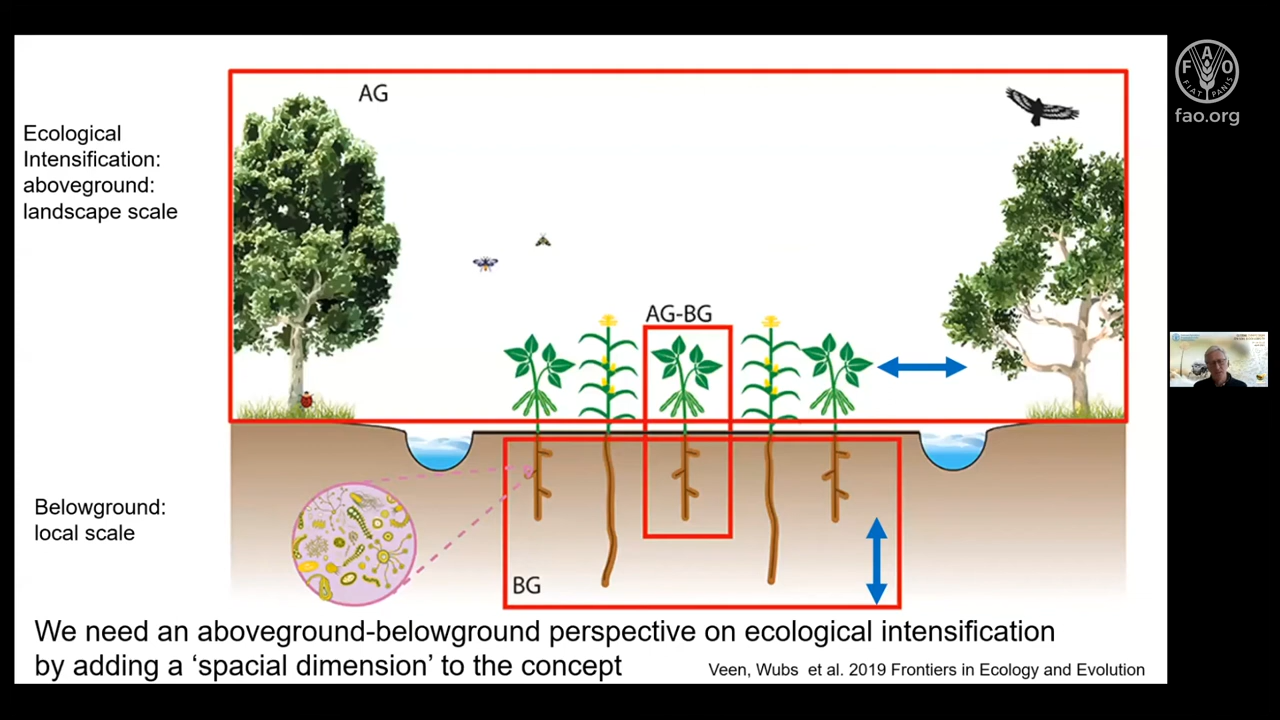 AG
Ecological
Intensification:
aboveground:
landscape scale
AG-BG
Belowground:
local scale
BG
We need an aboveground-belowground perspective on ecological intensification
by adding a ‘spacial dimension’ to the concept
Veen, Wubs et al. 2019 Frontiers in Ecology and Evolution
F A O
FIAT PANIS
fao.org